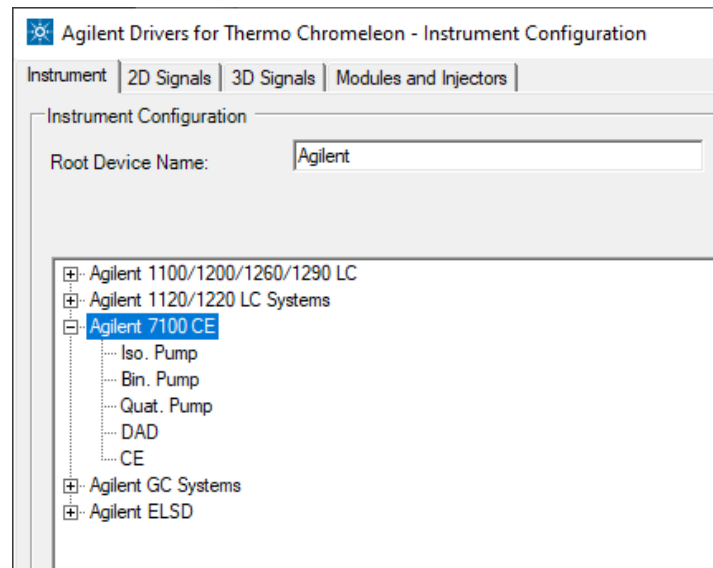 Agilent Drivers for Thermo Chromeleon - Instrument Configuration
Instrument 2D Signals 3D Signals Modules and Injectors
Instrument Configuration
Root Device Name: Agilent
Agilent 1100/1200/1260/1290 LC
Agilent 1120/1220 LC Systems
Agilent 7100 CE
Iso. Pump
Bin. Pump
Quat. Pump
DAD
CE
Agilent GC Systems
Agilent ELSD